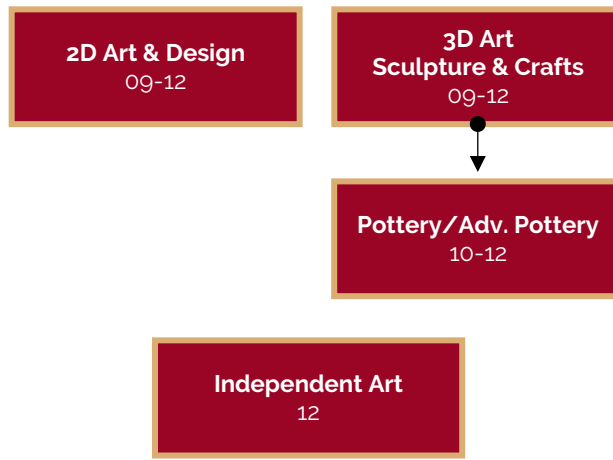 2D Art & Design
09-12
3D Art
Sculpture & Crafts
09-12
Pottery/Adv. Pottery
10-12
Independent Art
12